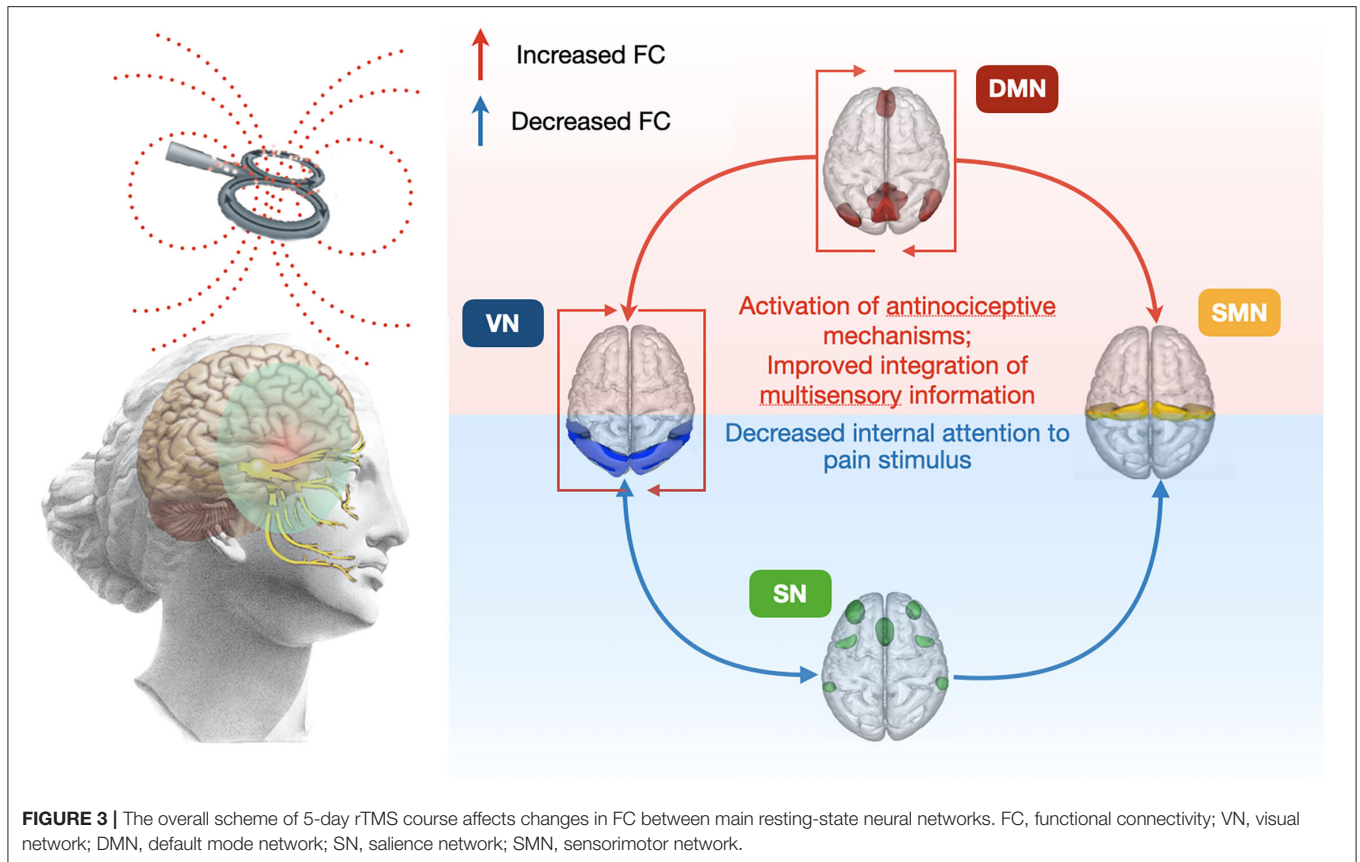 Increased FC
Decreased FC
DMN
VN
SMN
Activation of antinociceptive
mechanisms;
Improved integration of
multisensory information
Decreased internal attention to
pain stimulus
SN
FIGURE 3 | The overall scheme of 5-day rTMS course affects changes in FC between main resting-state neural networks. FC, functional connectivity; VN, visual
network; DMN, default mode network; SN, salience network; SMN, sensorimotor network.